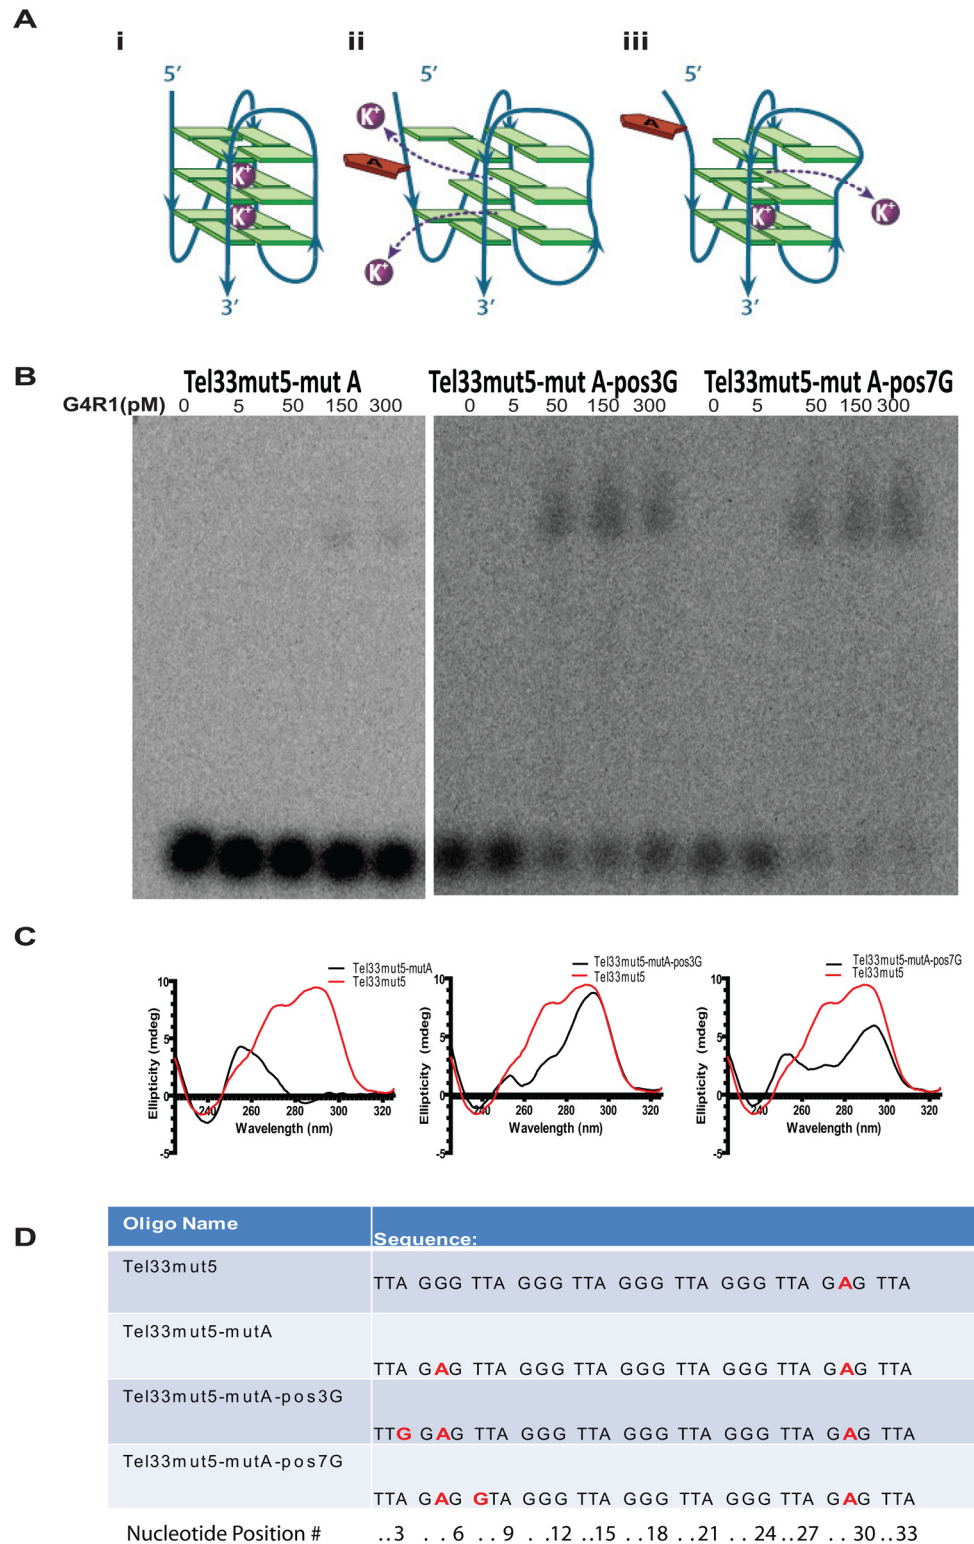 A
i
ii
iii
5′
5′
5′
K⁺
K⁺
K⁺
K⁺
K⁺
K⁺
A
A
3′
3′
3′
B
Tel33mut5-mut A
Tel33mut5-mut A-pos3G
Tel33mut5-mut A-pos7G
G4R1(pM)
0 5 50 150 300
0 5 50 150 300
0 5 50 150 300
C
Tel33mut5-mutA
Tel33mut5
10
5
0
-5
240 260 280 300 320
Ellipticity (mdeg)
Wavelength (nm)
Tel33mut5-mutA-pos3G
Tel33mut5
10
5
0
-5
240 260 280 300 320
Ellipticity (mdeg)
Wavelength (nm)
Tel33mut5-mutA-pos7G
Tel33mut5
10
5
0
-5
240 260 280 300 320
Ellipticity (mdeg)
Wavelength (nm)
D
Oligo Name
Sequence:
Tel33mut5
TTA GGG TTA GGG TTA GGG TTA GGG TTA GAG TTA
Tel33mut5-mutA
TTA GAG TTA GGG TTA GGG TTA GGG TTA GAG TTA
Tel33mut5-mutA-pos3G
TTG GAG TTA GGG TTA GGG TTA GGG TTA GAG TTA
Tel33mut5-mutA-pos7G
TTA GAG GTA GGG TTA GGG TTA GGG TTA GAG TTA
Nucleotide Position # ..3 . . 6 . . 9 . ..12 ..15 ..18 . ..21 . . 24 ..27 . ..30 ..33